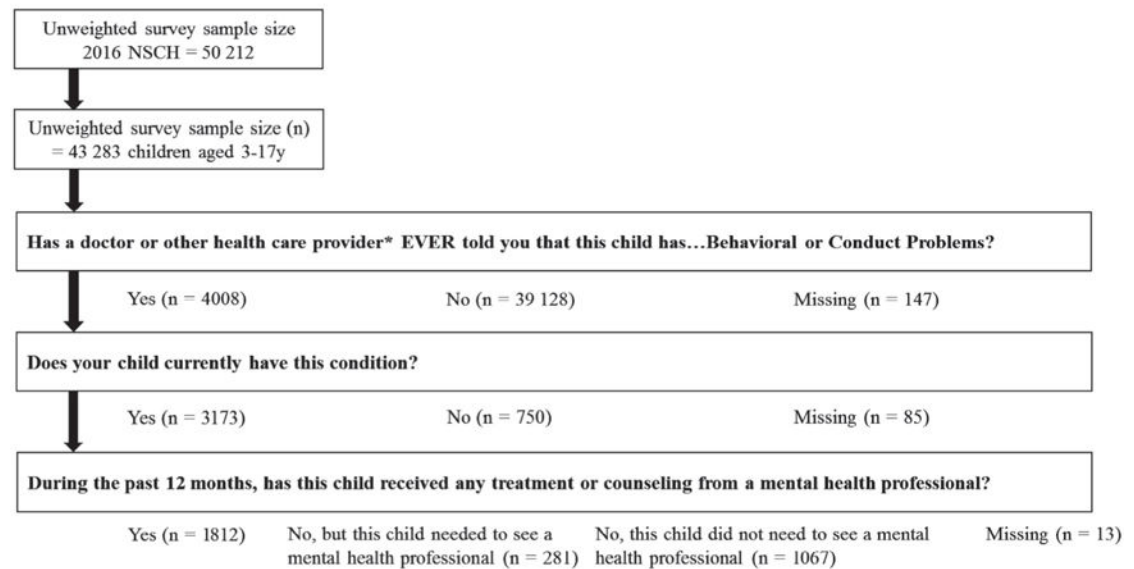 Unweighted survey sample size
2016 NSCH = 50 212
Unweighted survey sample size (n)
= 43 283 children aged 3-17y
Has a doctor or other health care provider* EVER told you that this child has…Behavioral or Conduct Problems?
Yes (n = 4008) No (n = 39 128) Missing (n = 147)
Does your child currently have this condition?
Yes (n = 3173) No (n = 750) Missing (n = 85)
During the past 12 months, has this child received any treatment or counseling from a mental health professional?
Yes (n = 1812) No, but this child needed to see a No, this child did not need to see a mental Missing (n = 13)
mental health professional (n = 281) health professional (n = 1067)